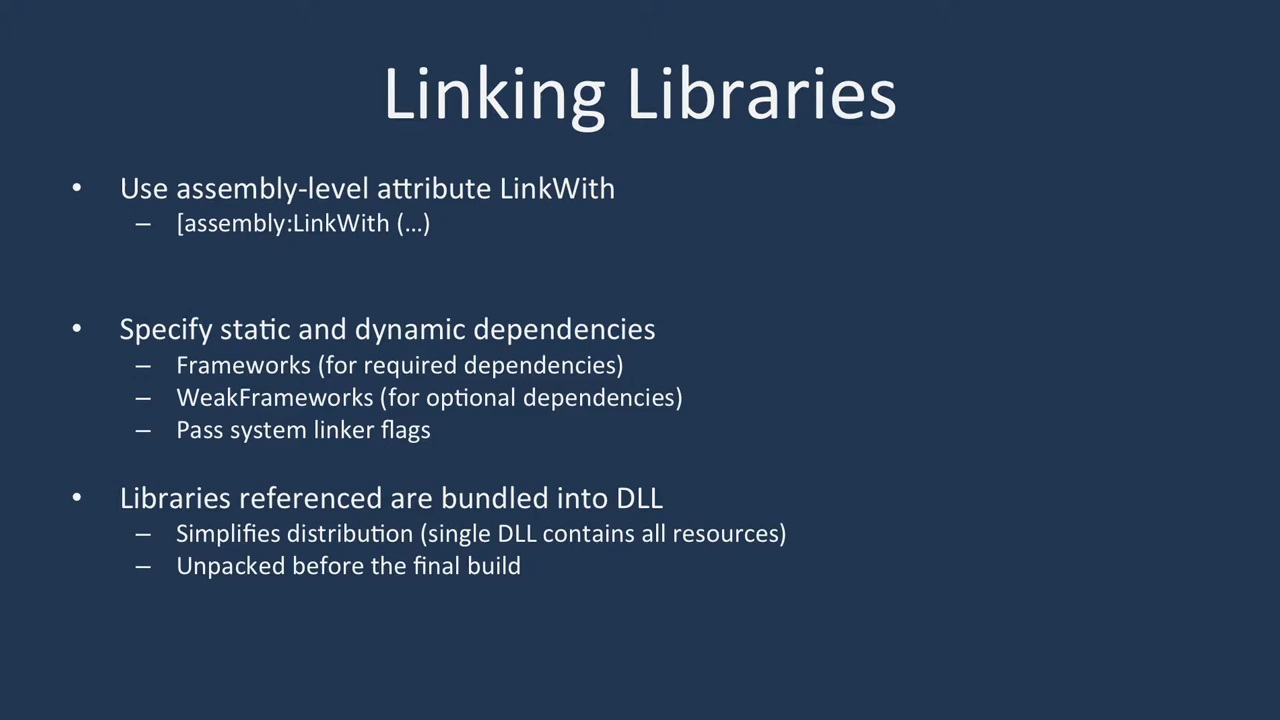 Linking Libraries
• Use assembly-level attribute LinkWith
– [assembly:LinkWith (…)
• Specify static and dynamic dependencies
– Frameworks (for required dependencies)
– WeakFrameworks (for optional dependencies)
– Pass system linker flags
• Libraries referenced are bundled into DLL
– Simplifies distribution (single DLL contains all resources)
– Unpacked before the final build